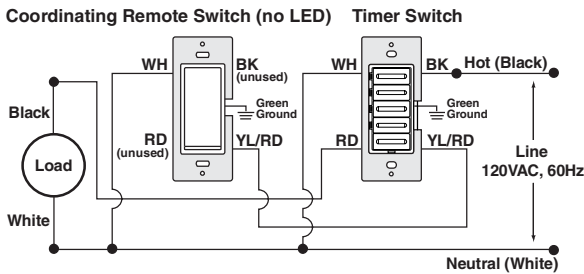 Coordinating Remote Switch (no LED)
Timer Switch
WH
BK
(unused)
Green
Ground
RD
(unused)
YL/RD
WH
BK
Hot (Black)
Green
Ground
RD
YL/RD
Black
Load
White
Line
120VAC, 60Hz
Neutral (White)